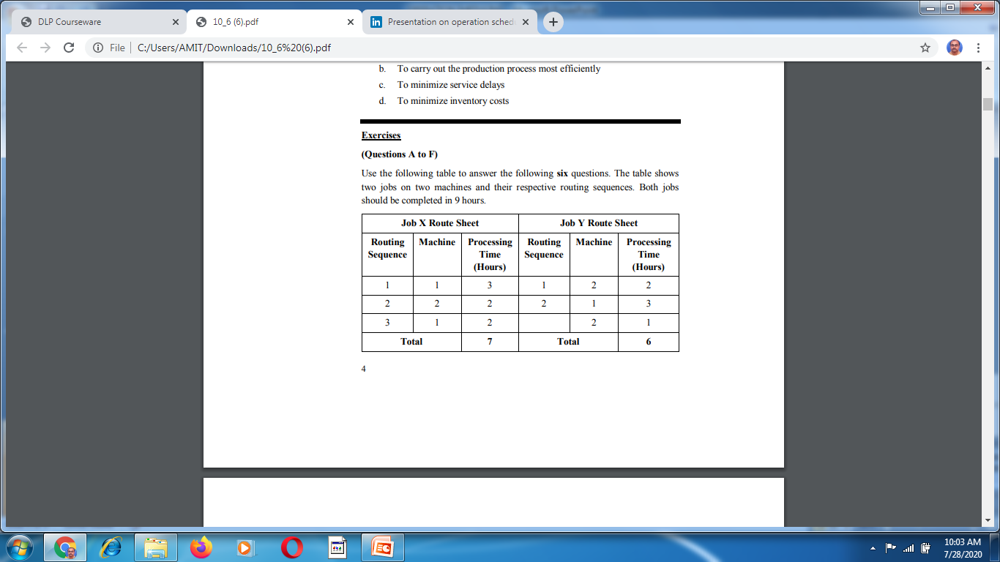 DLP Courseware
10_6 (6).pdf
Presentation on operation sched
File
C:/Users/AMIT/Downloads/10_6%20(6).pdf
b. To carry out the production process most efficiently
c. To minimize service delays
d. To minimize inventory costs
Exercises
(Questions A to F)
Use the following table to answer the following six questions. The table shows
two jobs on two machines and their respective routing sequences. Both jobs
should be completed in 9 hours.
Job X Route Sheet Job Y Route Sheet
Routing Sequence Machine Processing Time (Hours) Routing Sequence Machine Processing Time (Hours)
1 1 3 1 2 2
2 2 2 2 1 3
3 1 2 2 1
Total 7 Total 6
4
10:03 AM
7/28/2020